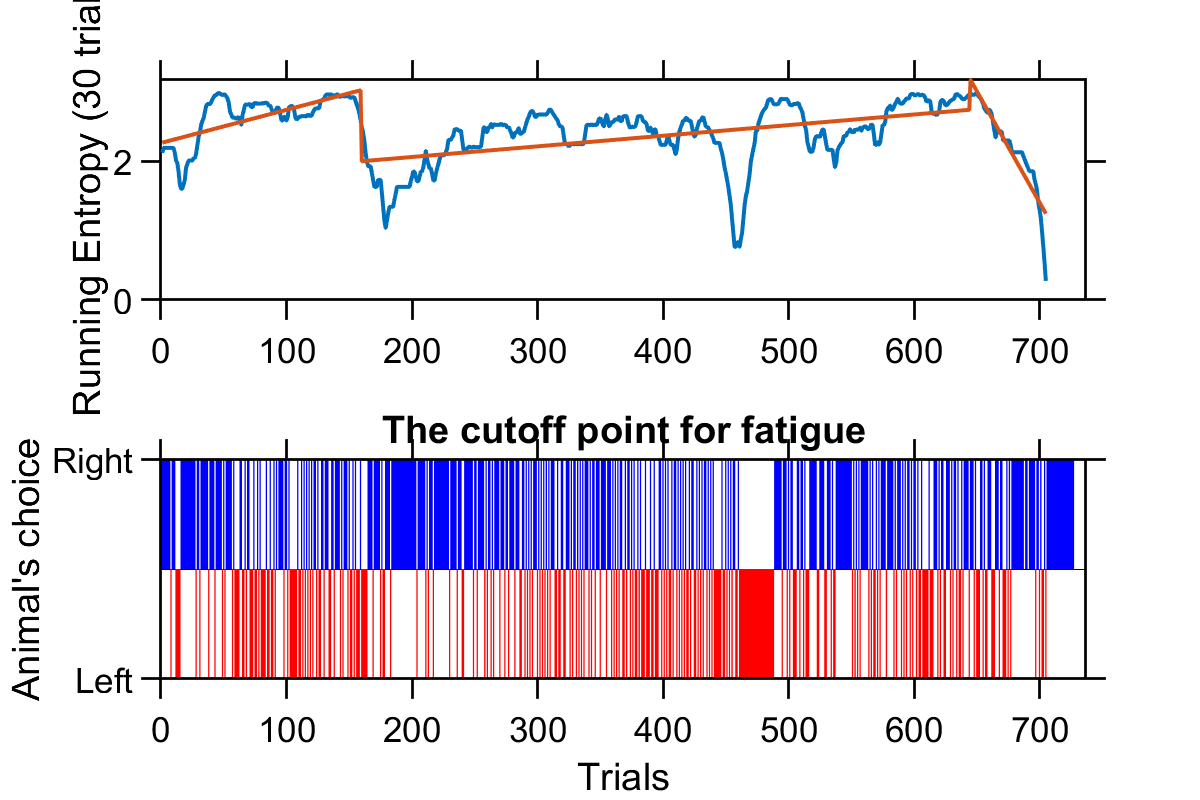 Running Entropy (30 trial
2
0
0 100 200 300 400 500 600 700
The cutoff point for fatigue
Animal's choice
Right
Left
0 100 200 300 400 500 600 700
Trials